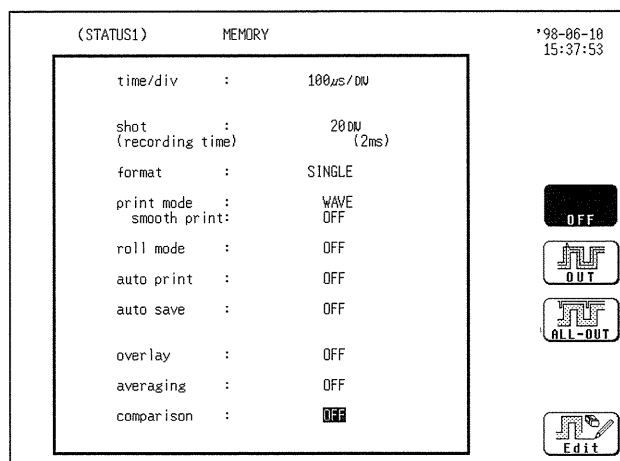 (STATUS1) MEMORY '98-06-10
15:37:53
time/div : 100μs/DIV
shot : 20DIV
(recording time) (2ms)
format : SINGLE
print mode : WAVE
smooth print: OFF
roll mode : OFF
auto print : OFF
auto save : OFF
overlay : OFF
averaging : OFF
comparison : OFF
OFF
OUT
ALL-OUT
Edit